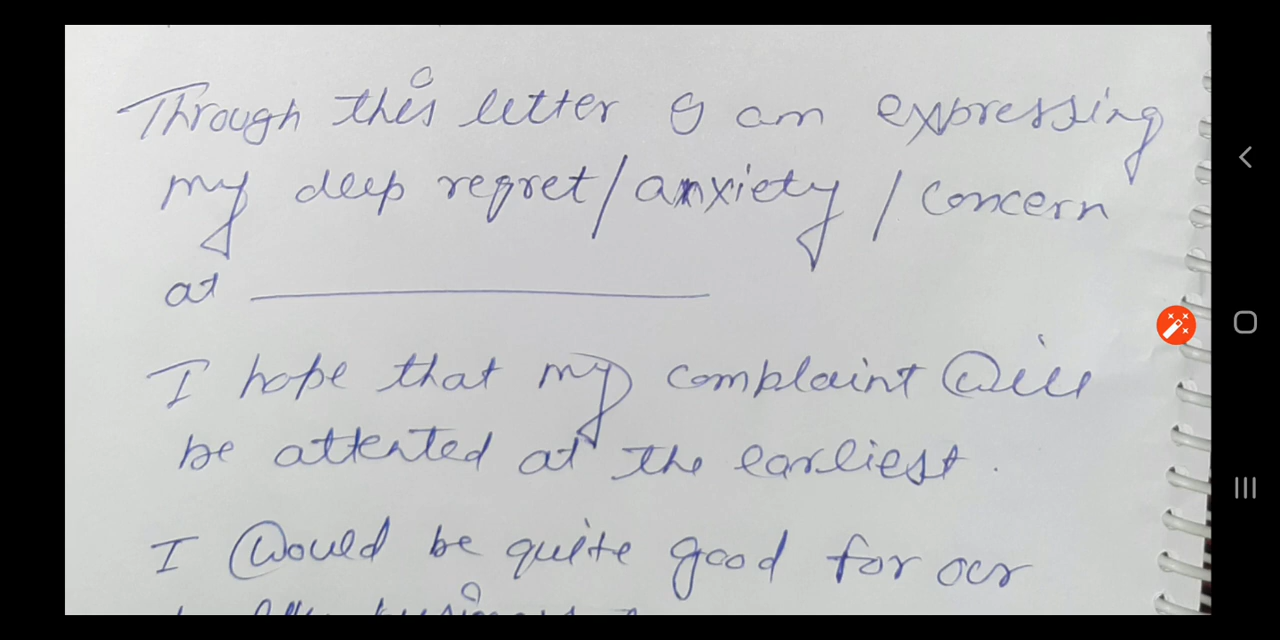 Through this letter I am expressing
my deep regret/anxiety/concern
at
I hope that my complaint will
be attented at the earliest.
I would be quite good for our
business